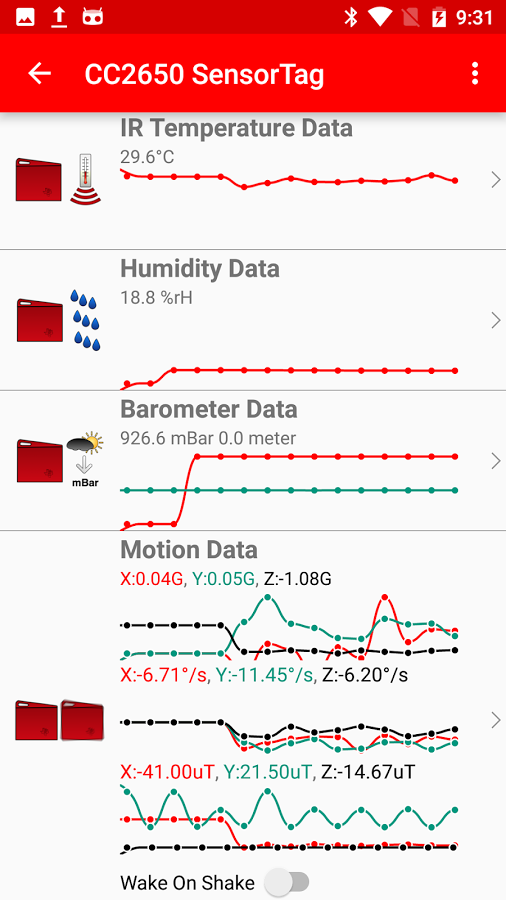 9:31
CC2650 SensorTag
IR Temperature Data
29.6°C
Humidity Data
18.8 %rH
Barometer Data
926.6 mBar 0.0 meter
mBar
Motion Data
X:0.04G, Y:0.05G, Z:-1.08G
X:-6.71°/s, Y:-11.45°/s, Z:-6.20°/s
X:-41.00uT, Y:21.50uT, Z:-14.67uT
Wake On Shake